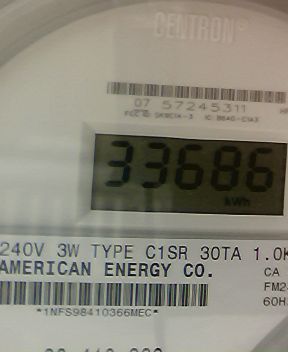 CENTRON®
07 57245311
33686
kWh
240V 3W TYPE C1SR 30TA 1.0K
AMERICAN ENERGY CO.
CA
FM2
60H
*1NFS98410366MEC*